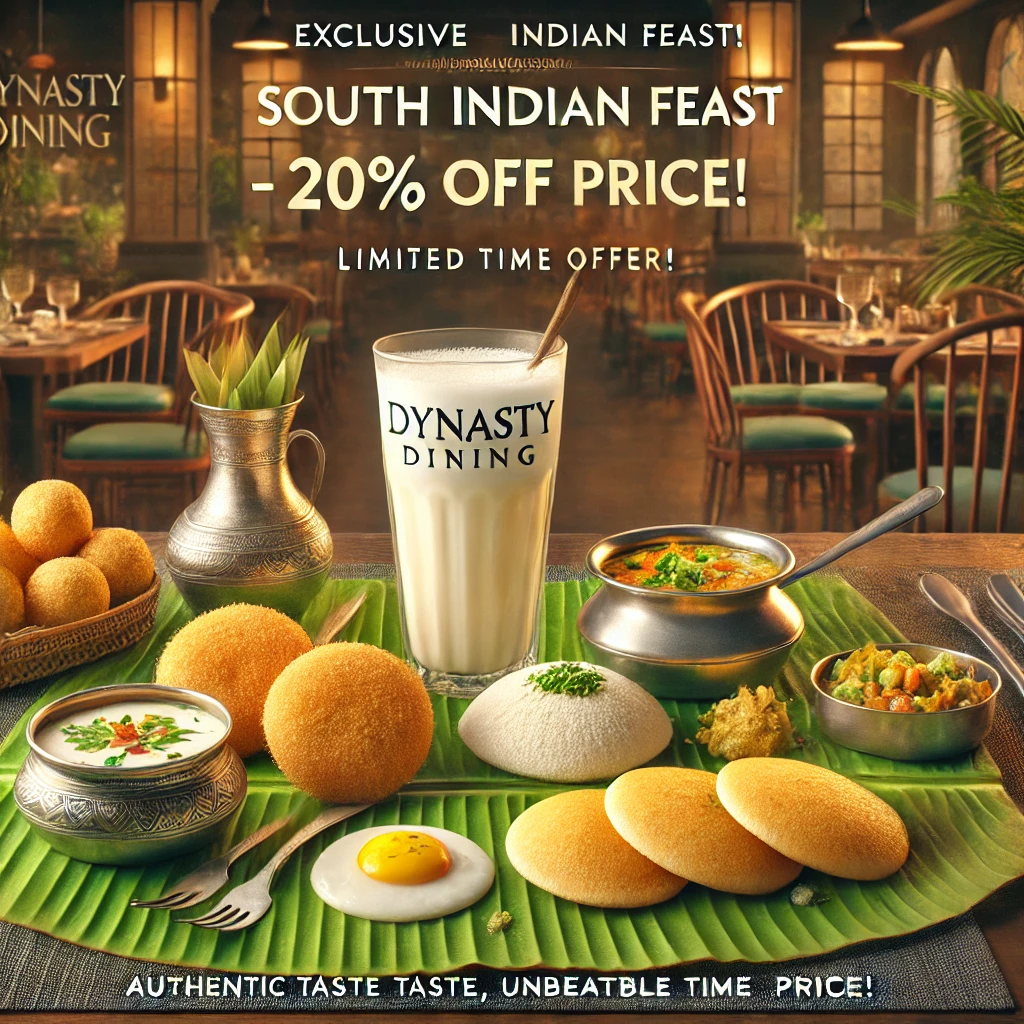 EXCLUSIVE INDIAN FEAST!
SOUTH INDIAN FEAST
- 20% OFF PRICE!
LIMITED TIME OFFER!
YNASTY
DINING
DYNASTY
DINING
AUTHENTIC TASTE TASTE, UNBEATBLE TIME PRICE!